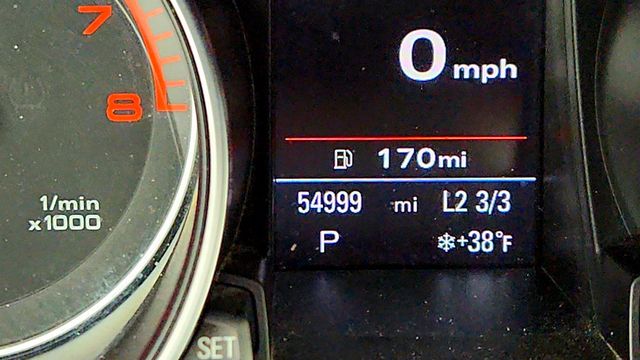 7
8
1/min
x1000
0 mph
170mi
54999 mi L2 3/3
P +38°F
SET